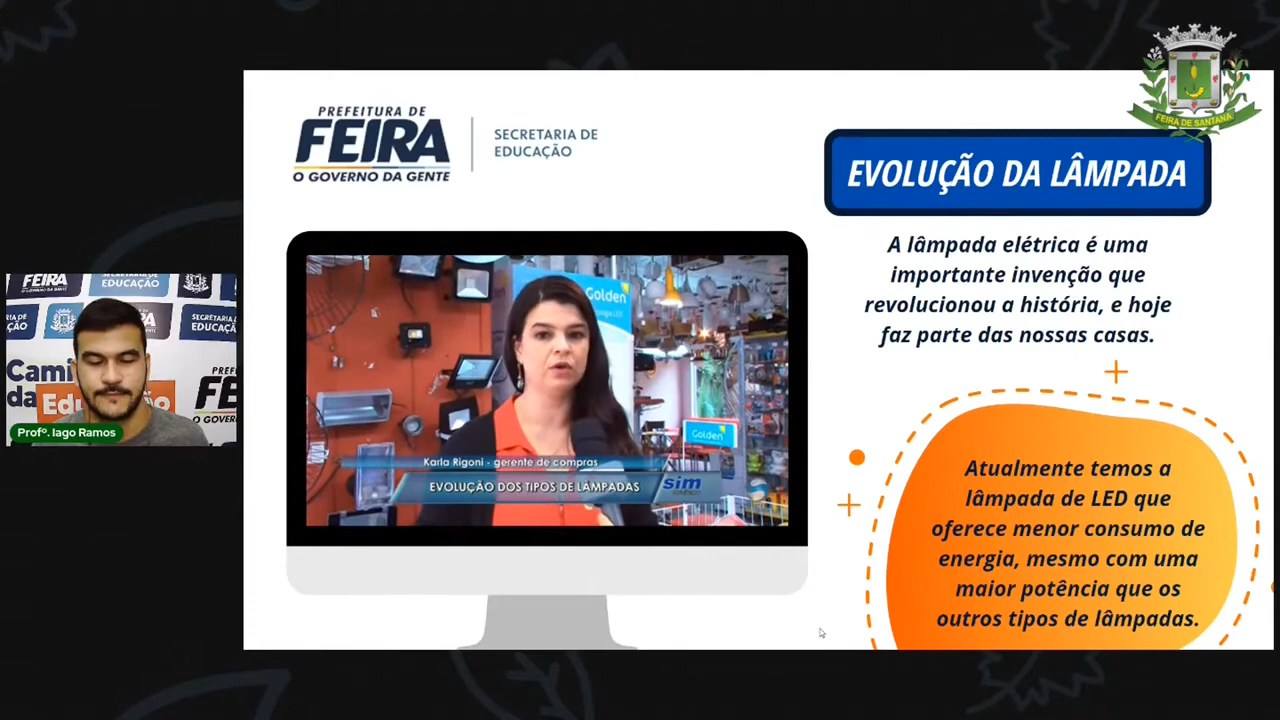 FEIRA DE SANTANA
PREFEITURA DE
FEIRA
O GOVERNO DA GENTE
SECRETARIA DE
EDUCAÇÃO
EVOLUÇÃO DA LÂMPADA
A lâmpada elétrica é uma
importante invenção que
revolucionou a história, e hoje
faz parte das nossas casas.
Golden
Golden
Karla Rigoni - gerente de compras
EVOLUÇÃO DOS TIPOS DE LÂMPADAS
sim
Atualmente temos a
lâmpada de LED que
oferece menor consumo de
energia, mesmo com uma
maior potência que os
outros tipos de lâmpadas.
FEIRA
SECRETARIA DE
EDUCAÇÃO
Profº. Iago Ramos